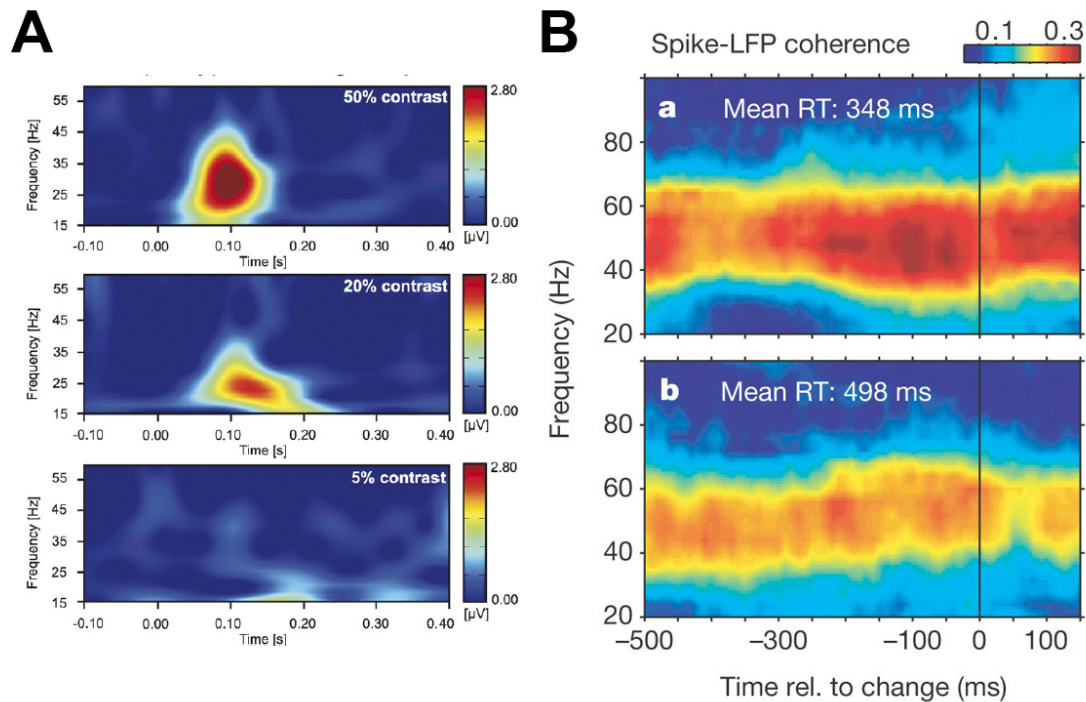 A
50% contrast
55
45
35
25
15
Frequency [Hz]
-0.10
0.00
0.10
0.20
0.30
0.40
Time [s]
2.80
0.00
[µV]
20% contrast
55
45
35
25
15
Frequency [Hz]
-0.10
0.00
0.10
0.20
0.30
0.40
Time [s]
2.80
0.00
[µV]
5% contrast
55
45
35
25
15
Frequency [Hz]
-0.10
0.00
0.10
0.20
0.30
0.40
Time [s]
2.80
0.00
[µV]
B
Spike-LFP coherence
0.1 0.3
a Mean RT: 348 ms
80
60
40
20
b Mean RT: 498 ms
80
60
40
20
Frequency (Hz)
−500 −300 −100 0 100
Time rel. to change (ms)